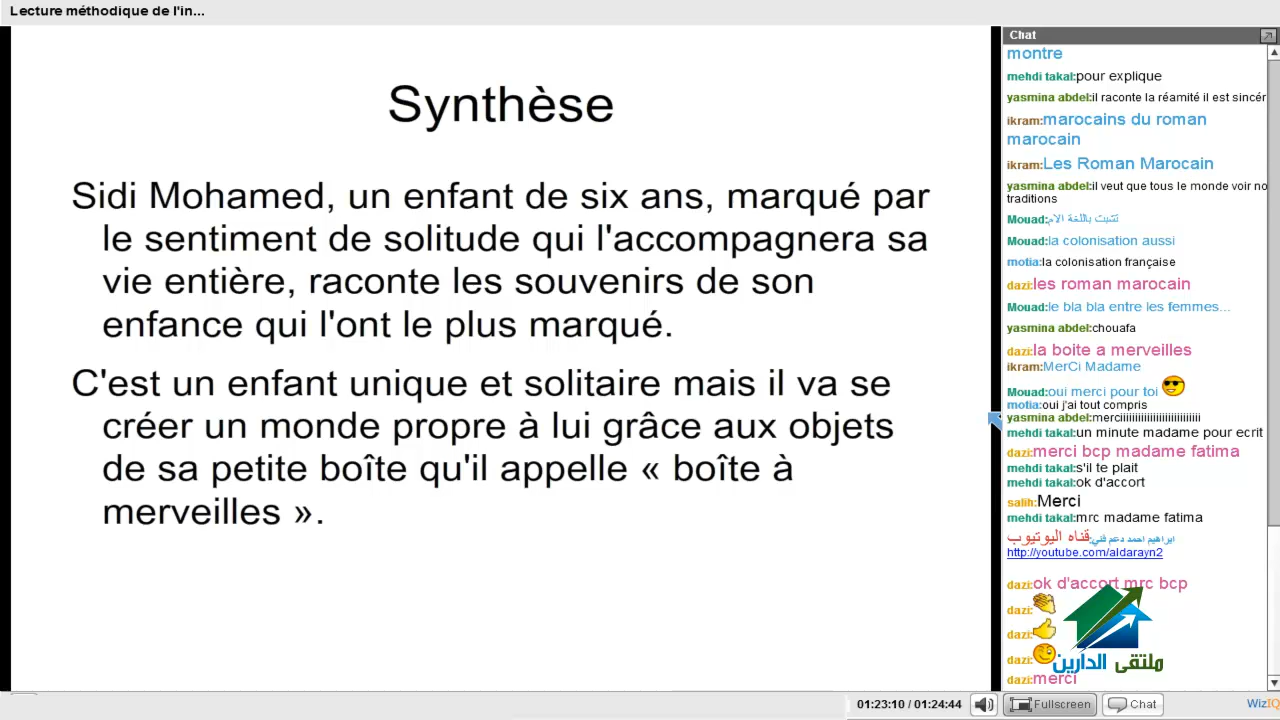 Lecture méthodique de l'in...
Synthèse
Sidi Mohamed, un enfant de six ans, marqué par
le sentiment de solitude qui l'accompagnera sa
vie entière, raconte les souvenirs de son
enfance qui l'ont le plus marqué.
C'est un enfant unique et solitaire mais il va se
créer un monde propre à lui grâce aux objets
de sa petite boîte qu'il appelle « boîte à
merveilles ».
Chat
montre
mehdi takal:pour explique
yasmina abdel:il raconte la réamité il est sincér
ikram:marocains du roman
marocain
ikram:Les Roman Marocain
yasmina abdel:il veut que tous le monde voir no
traditions
Mouad:تشبت باللغة الام
Mouad:la colonisation aussi
motia:la colonisation française
dazi:les roman marocain
Mouad:le bla bla entre les femmes...
yasmina abdel:chouafa
dazi:la boite a merveilles
ikram:MerCi Madame
Mouad:oui merci pour toi
motia:oui j'ai tout compris
yasmina abdel:merciiiiiiiiiiiiiiiiiiiiiiiiiii
mehdi takal:un minute madame pour ecrit
dazi:merci bcp madame fatima
mehdi takal:s'il te plait
mehdi takal:ok d'accort
salih:Merci
mehdi takal:mrc madame fatima
ابراهيم احمد دعم فني:قناه اليوتيوب
http://youtube.com/aldarayn2
dazi:ok d'accort mrc bcp
dazi:
dazi:
dazi:
ملتقى الدارين
dazi:merci
01:23:10 / 01:24:44
Fullscreen
Chat
WizIQ